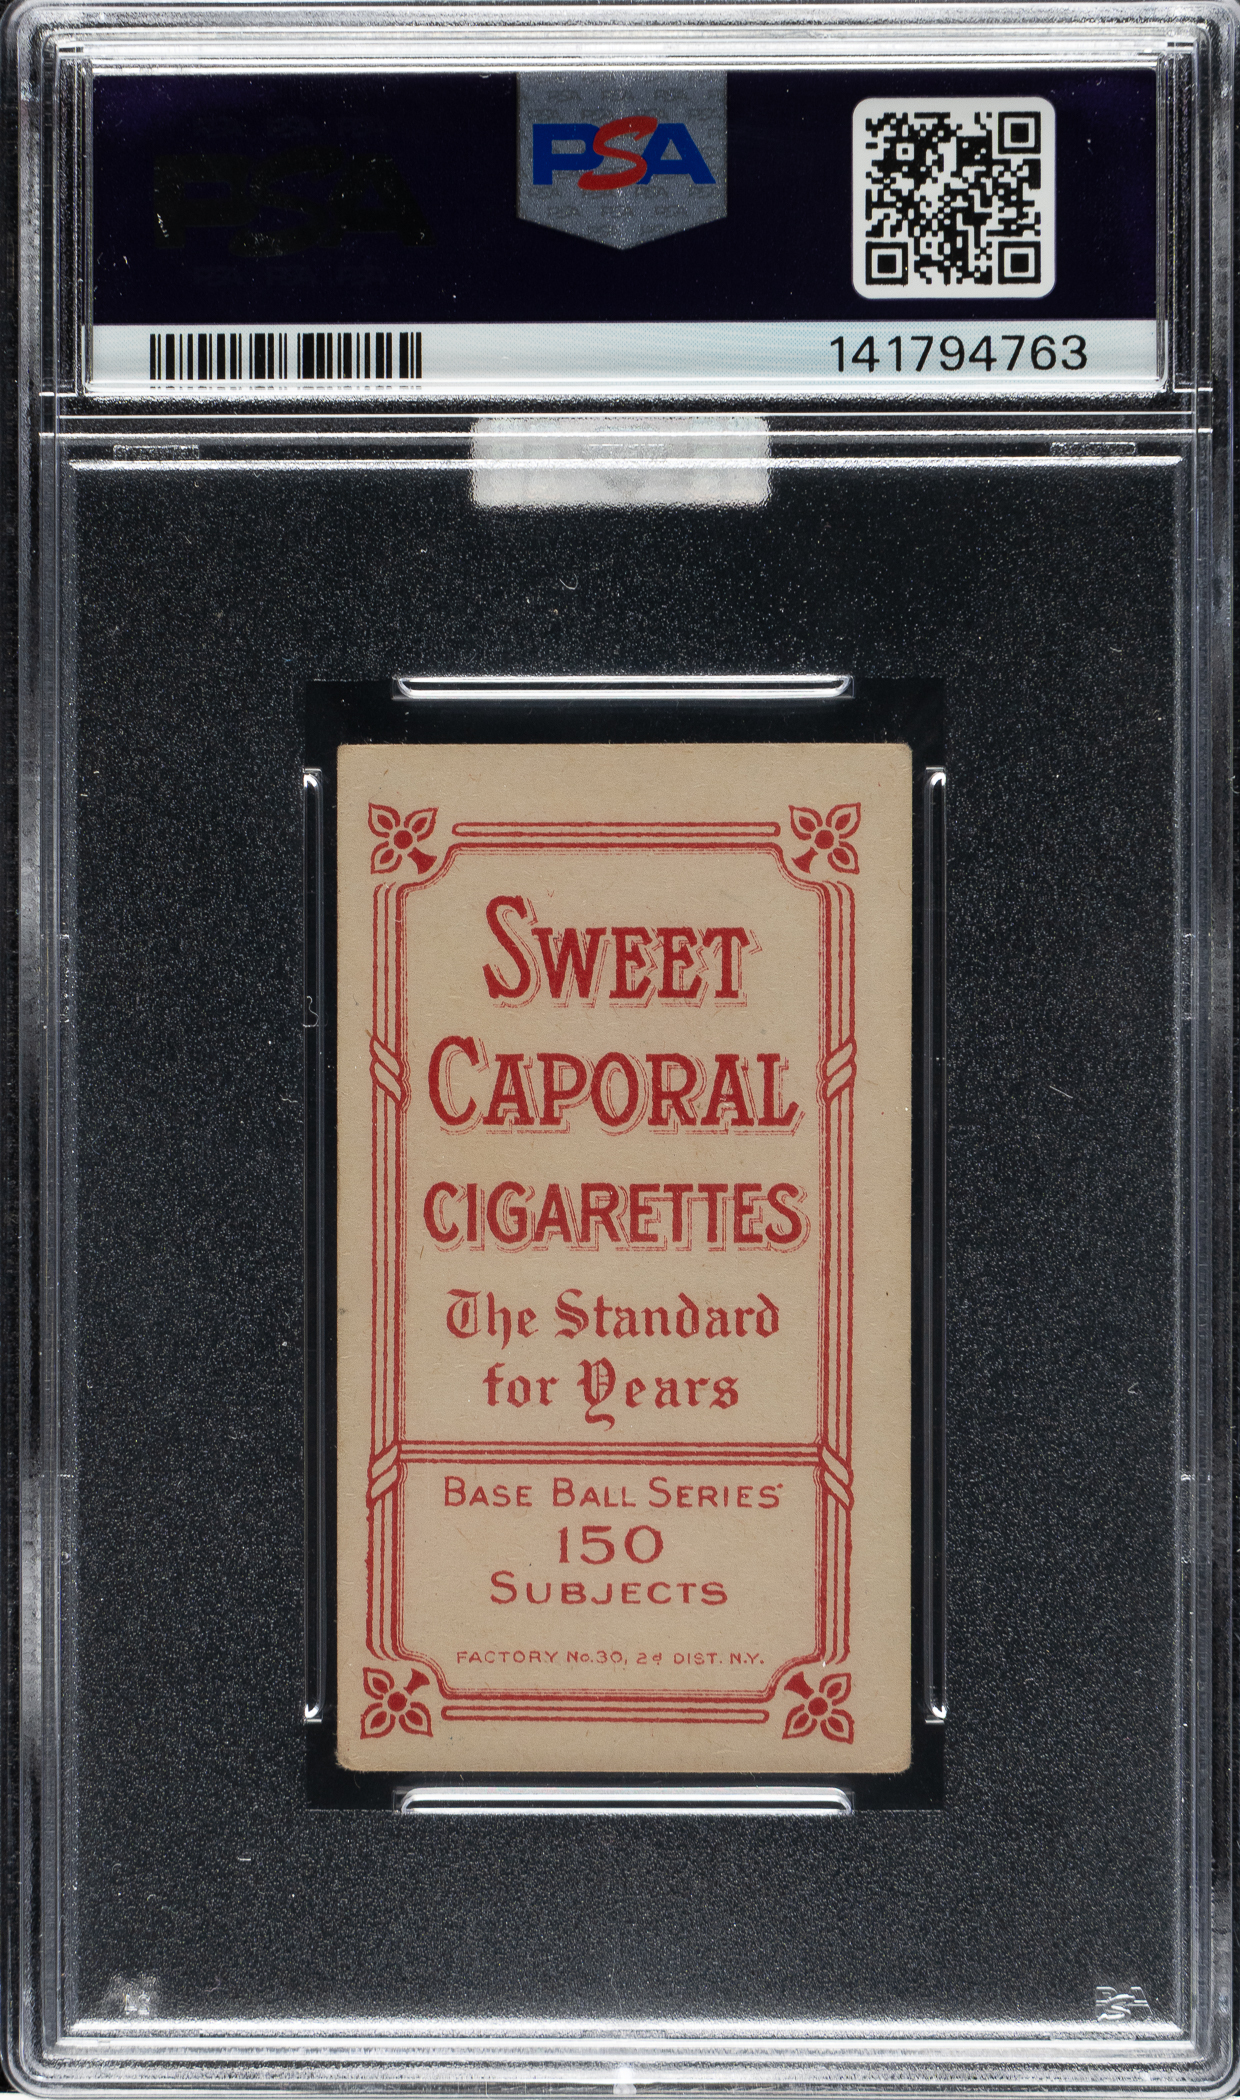 PSA
141794763
SWEET
CAPORAL
CIGARETTES
The Standard
for Years
BASE BALL SERIES
150
SUBJECTS
FACTORY No. 30, 2d DIST. N.Y.